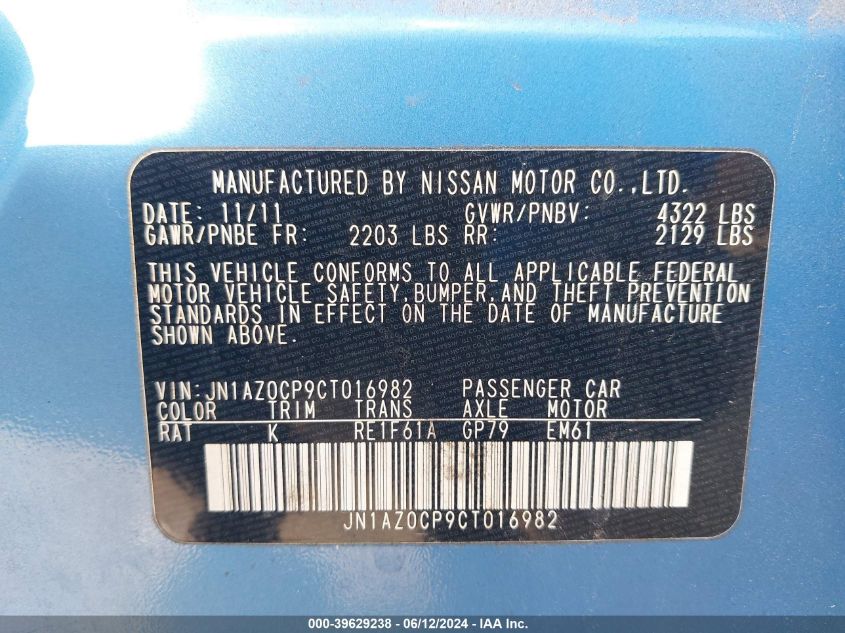 MANUFACTURED BY NISSAN MOTOR CO.,LTD.
DATE: 11/11 GVWR/PNBV: 4322 LBS
GAWR/PNBE FR: 2203 LBS RR: 2129 LBS
THIS VEHICLE CONFORMS TO ALL APPLICABLE FEDERAL
MOTOR VEHICLE SAFETY, BUMPER, AND THEFT PREVENTION
STANDARDS IN EFFECT ON THE DATE OF MANUFACTURE
SHOWN ABOVE.
VIN:JN1AZ0CP9CT016982 PASSENGER CAR
COLOR TRIM TRANS AXLE MOTOR
RAT K RE1F61A GP79 EM61
JN1AZ0CP9CT016982
000-39629238 - 06/12/2024 - IAA Inc.